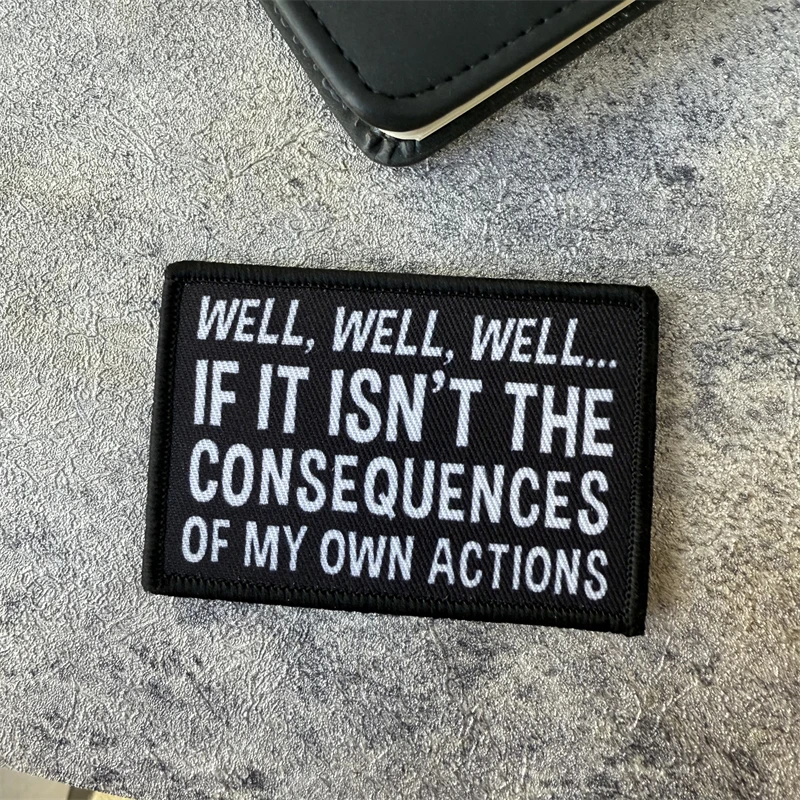 WELL, WELL, WELL...
IF IT ISN'T THE
CONSEQUENCES
OF MY OWN ACTIONS